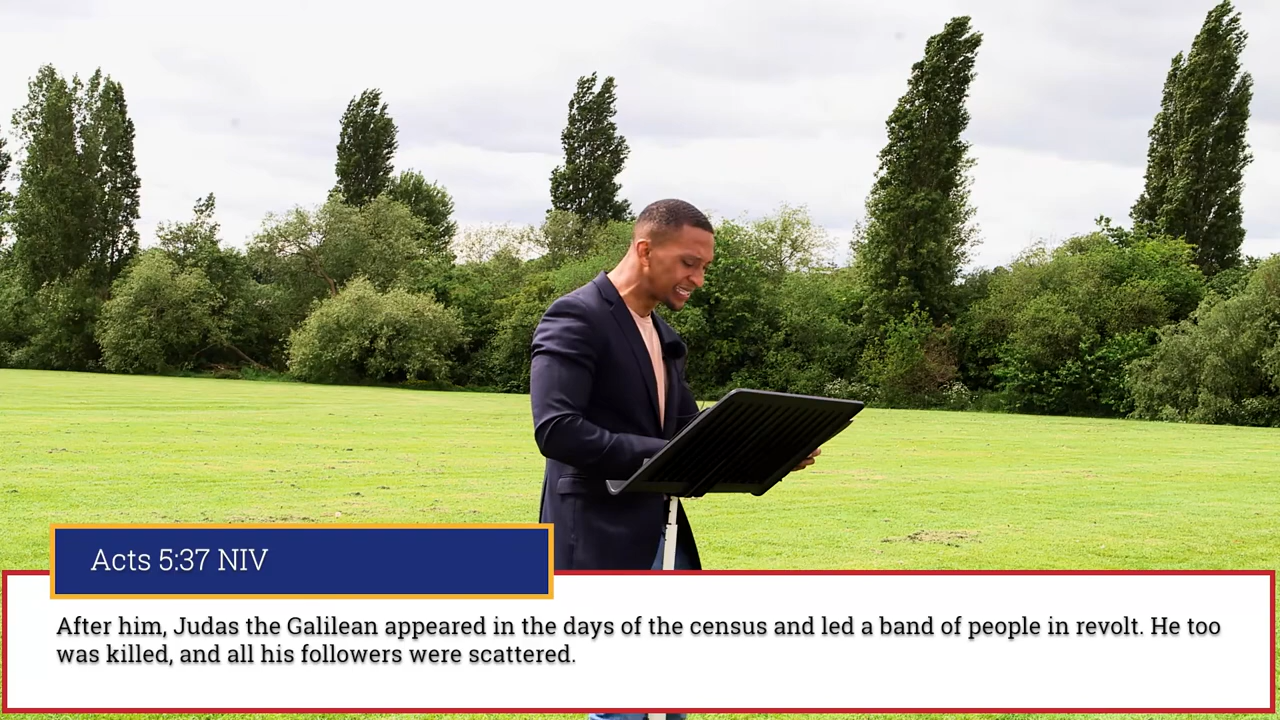 Acts 5:37 NIV
After him, Judas the Galilean appeared in the days of the census and led a band of people in revolt. He too
was killed, and all his followers were scattered.